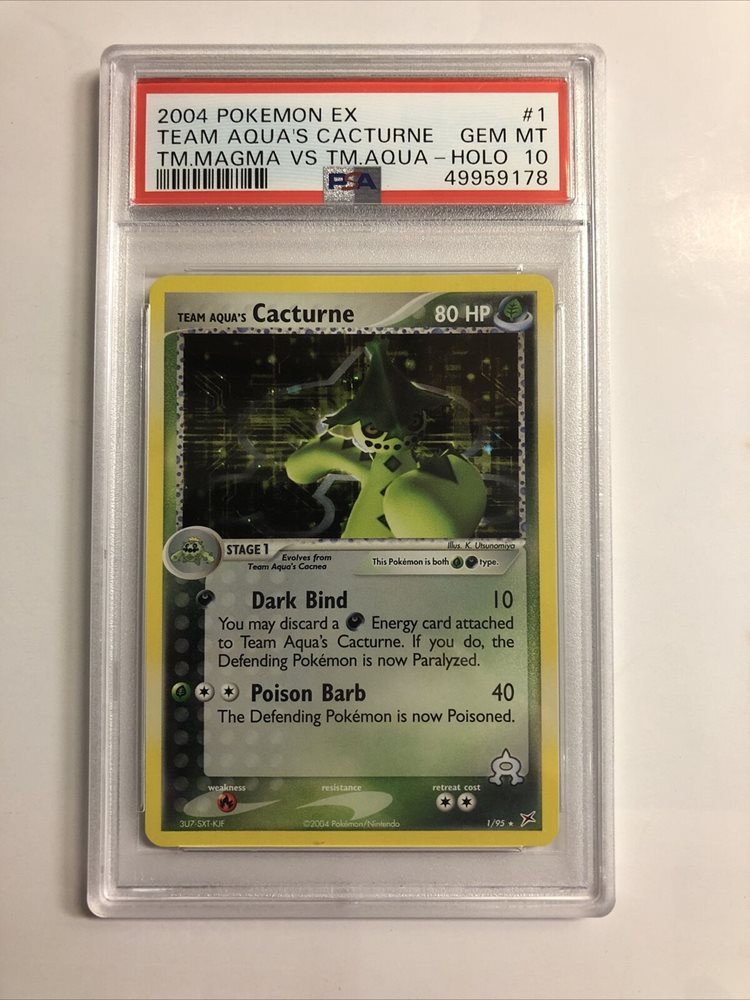 2004 POKEMON EX #1
TEAM AQUA'S CACTURNE GEM MT
TM.MAGMA VS TM.AQUA-HOLO 10
PSA 49959178
TEAM AQUA'S Cacturne 80 HP
Illus. K. Utsunomiya
STAGE 1 Evolves from
Team Aqua's Cacnea
This Pokémon is both type.
Dark Bind 10
You may discard a Energy card attached
to Team Aqua's Cacturne. If you do, the
Defending Pokémon is now Paralyzed.
Poison Barb 40
The Defending Pokémon is now Poisoned.
weakness resistance retreat cost
3U7-SXT-KJF ©2004 Pokémon/Nintendo 1/95 ★